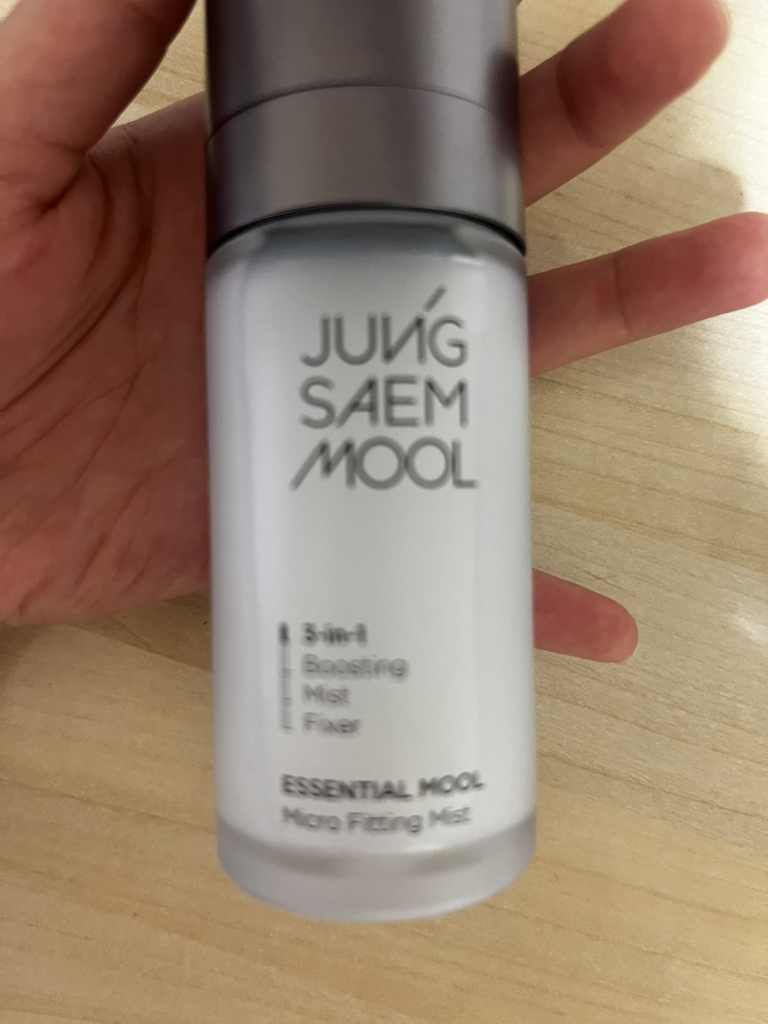 JUNG
SAEM
MOOL
3-in-1
Boosting
Mist
Fixer
ESSENTIAL MOOL
Micro Fitting Mist